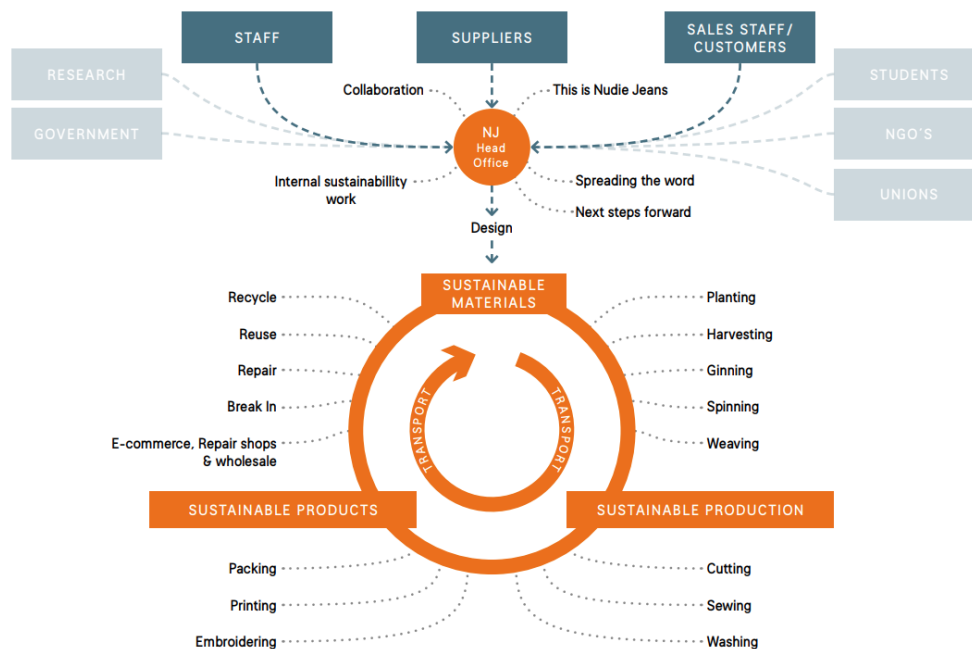 STAFF
SUPPLIERS
SALES STAFF/
CUSTOMERS
RESEARCH
STUDENTS
Collaboration
This is Nudie Jeans
GOVERNMENT
NGO'S
NJ
Head
Office
Internal sustainabillity
work
Spreading the word
UNIONS
Next steps forward
Design
SUSTAINABLE
MATERIALS
Recycle
Planting
Reuse
Harvesting
Repair
Ginning
Break In
Spinning
E-commerce, Repair shops
& wholesale
Weaving
TRANSPORT
TRANSPORT
SUSTAINABLE PRODUCTS
SUSTAINABLE PRODUCTION
Packing
Cutting
Printing
Sewing
Embroidering
Washing